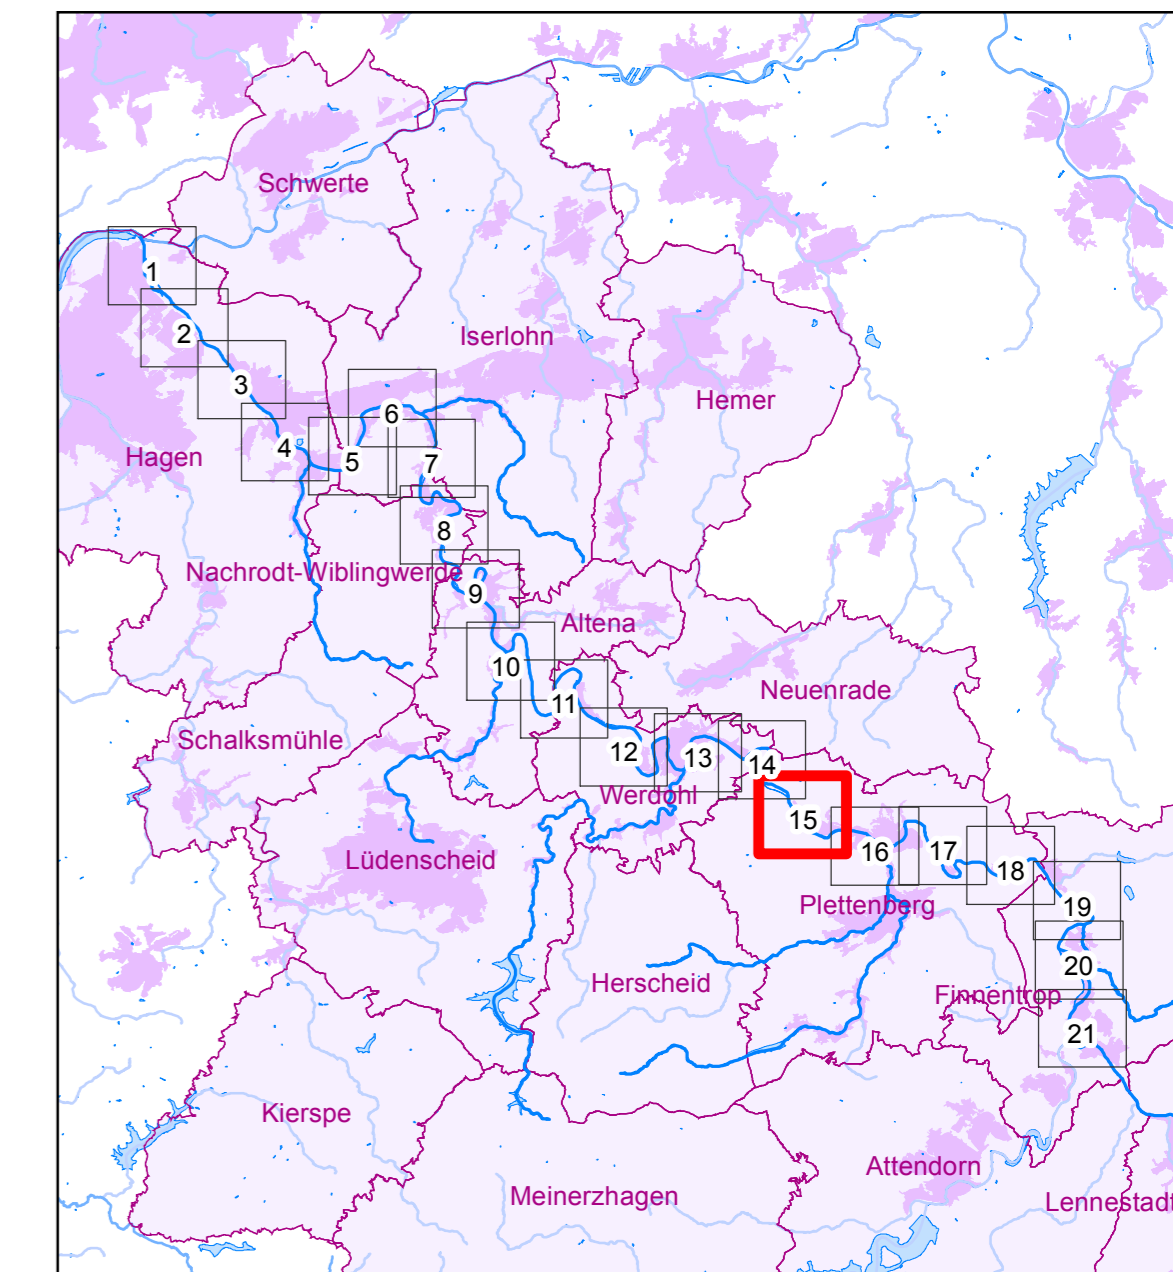 Schwerte
1
2
Iserlohn
3
Hemer
6
4
Hagen
5
7
8
Nachrodt-Wiblingwerde
9
Altena
10
Neuenrade
11
Schalksmühle
12
13
14
Werdohl
15
Lüdenscheid
16
17
18
Plettenberg
19
20
Herscheid
Finnentrop
21
Kierspe
Attendorn
Meinerzhagen
Lennestadt